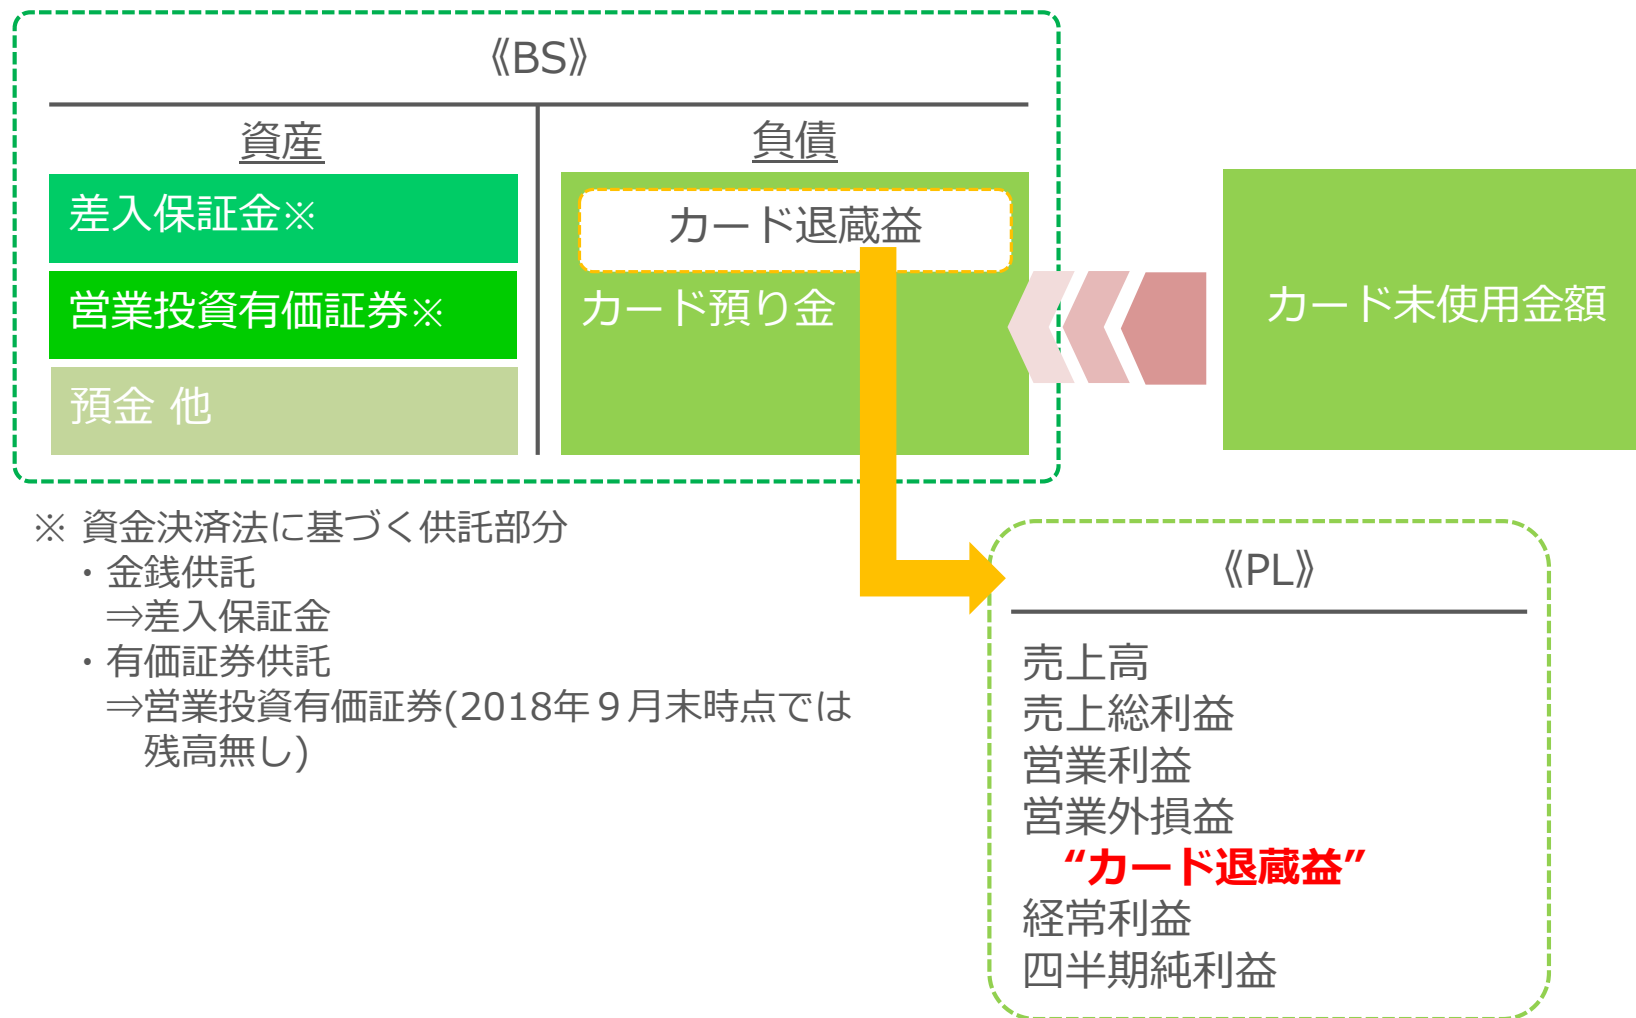 《BS》
資産
負債
差入保証金※
営業投資有価証券※
預金 他
カード退蔵益
カード預り金
カード未使用金額
※ 資金決済法に基づく供託部分
・金銭供託
⇒差入保証金
・有価証券供託
⇒営業投資有価証券(2018年９月末時点では
残高無し)
《PL》
売上高
売上総利益
営業利益
営業外損益
“カード退蔵益”
経常利益
四半期純利益